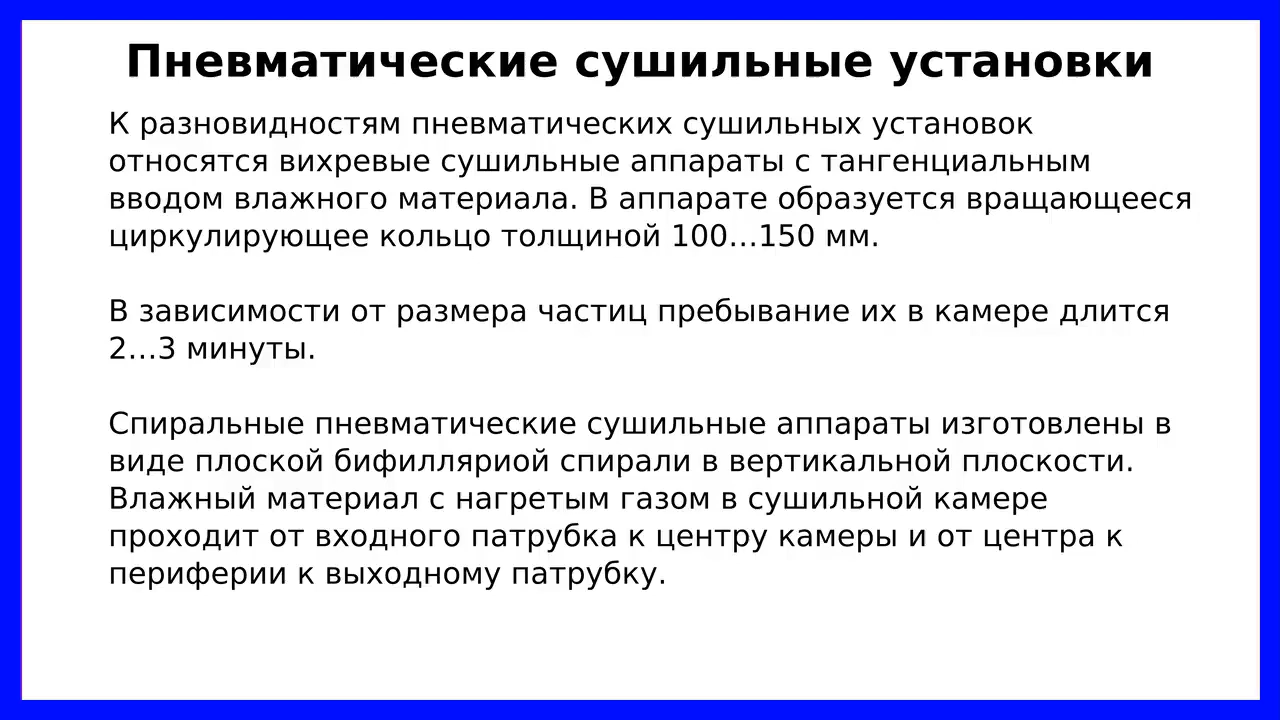 Пневматические сушильные установки
К разновидностям пневматических сушильных установок
относятся вихревые сушильные аппараты с тангенциальным
вводом влажного материала. В аппарате образуется вращающееся
циркулирующее кольцо толщиной 100…150 мм.
В зависимости от размера частиц пребывание их в камере длится
2…3 минуты.
Спиральные пневматические сушильные аппараты изготовлены в
виде плоской бифилляриой спирали в вертикальной плоскости.
Влажный материал с нагретым газом в сушильной камере
проходит от входного патрубка к центру камеры и от центра к
периферии к выходному патрубку.